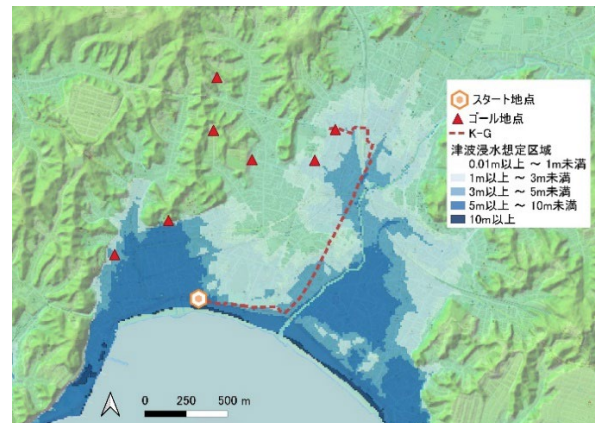 スタート地点
ゴール地点
K-G
津波浸水想定区域
0.01m以上 ～ 1m未満
1m以上 ～ 3m未満
3m以上 ～ 5m未満
5m以上 ～ 10m未満
10m以上
0 250 500 m